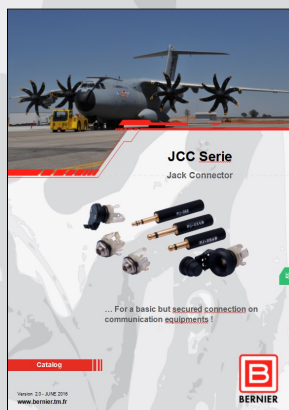 JCC Serie
Jack Connector
... For a basic but secured connection on
communication equipments !
Catalog
Version 2.0 - JUNE 2016
www.bernier.tm.fr
B
BERNIER